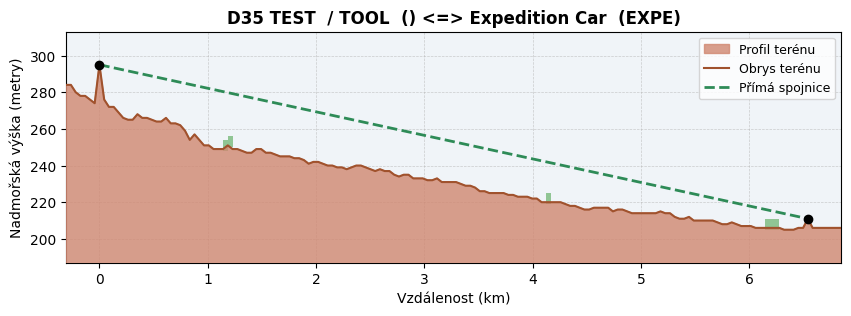 D35 TEST  / TOOL  () <=> Expedition Car  (EXPE)
Profil terénu
Obrys terénu
Přímá spojnice
Nadmořská výška (metry)
300
280
260
240
220
200
0
1
2
3
4
5
6
Vzdálenost (km)